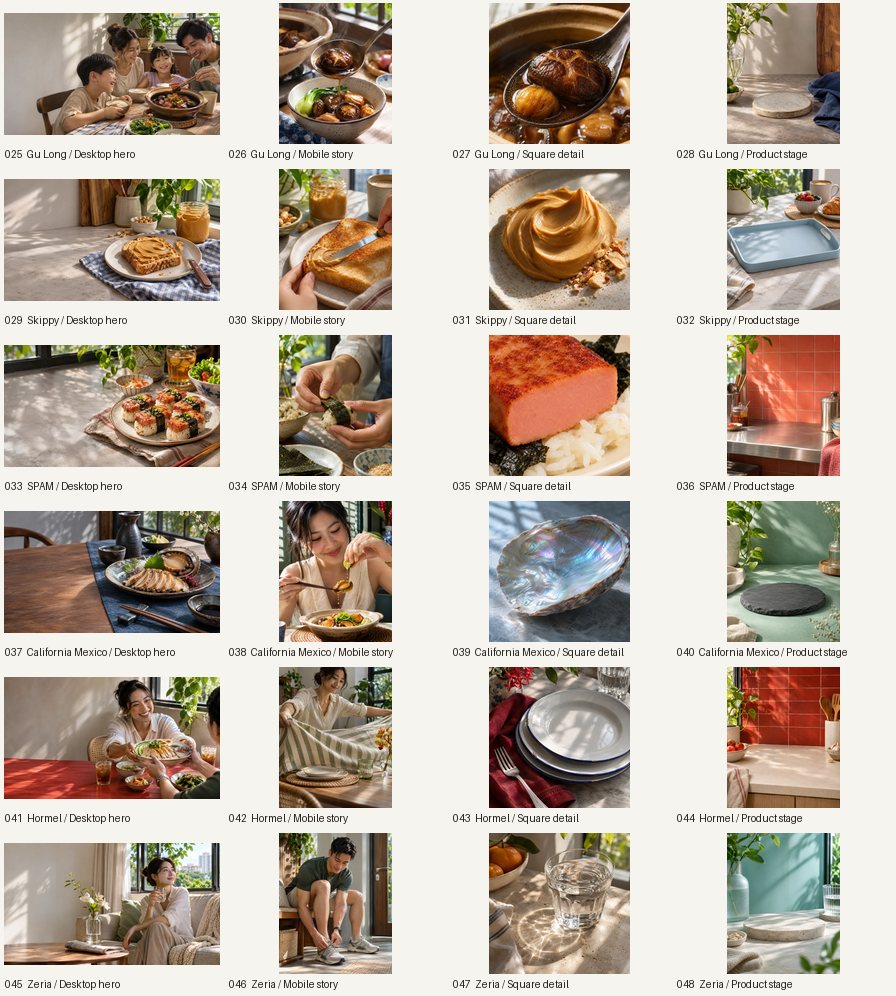 025 Gu Long / Desktop hero
026 Gu Long / Mobile story
027 Gu Long / Square detail
028 Gu Long / Product stage
029 Skippy / Desktop hero
030 Skippy / Mobile story
031 Skippy / Square detail
032 Skippy / Product stage
033 SPAM / Desktop hero
034 SPAM / Mobile story
035 SPAM / Square detail
036 SPAM / Product stage
037 California Mexico / Desktop hero
038 California Mexico / Mobile story
039 California Mexico / Square detail
040 California Mexico / Product stage
041 Hormel / Desktop hero
042 Hormel / Mobile story
043 Hormel / Square detail
044 Hormel / Product stage
045 Zeria / Desktop hero
046 Zeria / Mobile story
047 Zeria / Square detail
048 Zeria / Product stage